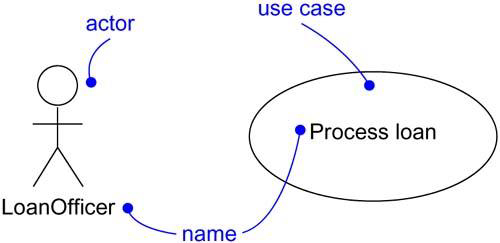 use case
actor
Process loan
LoanOfficer
name